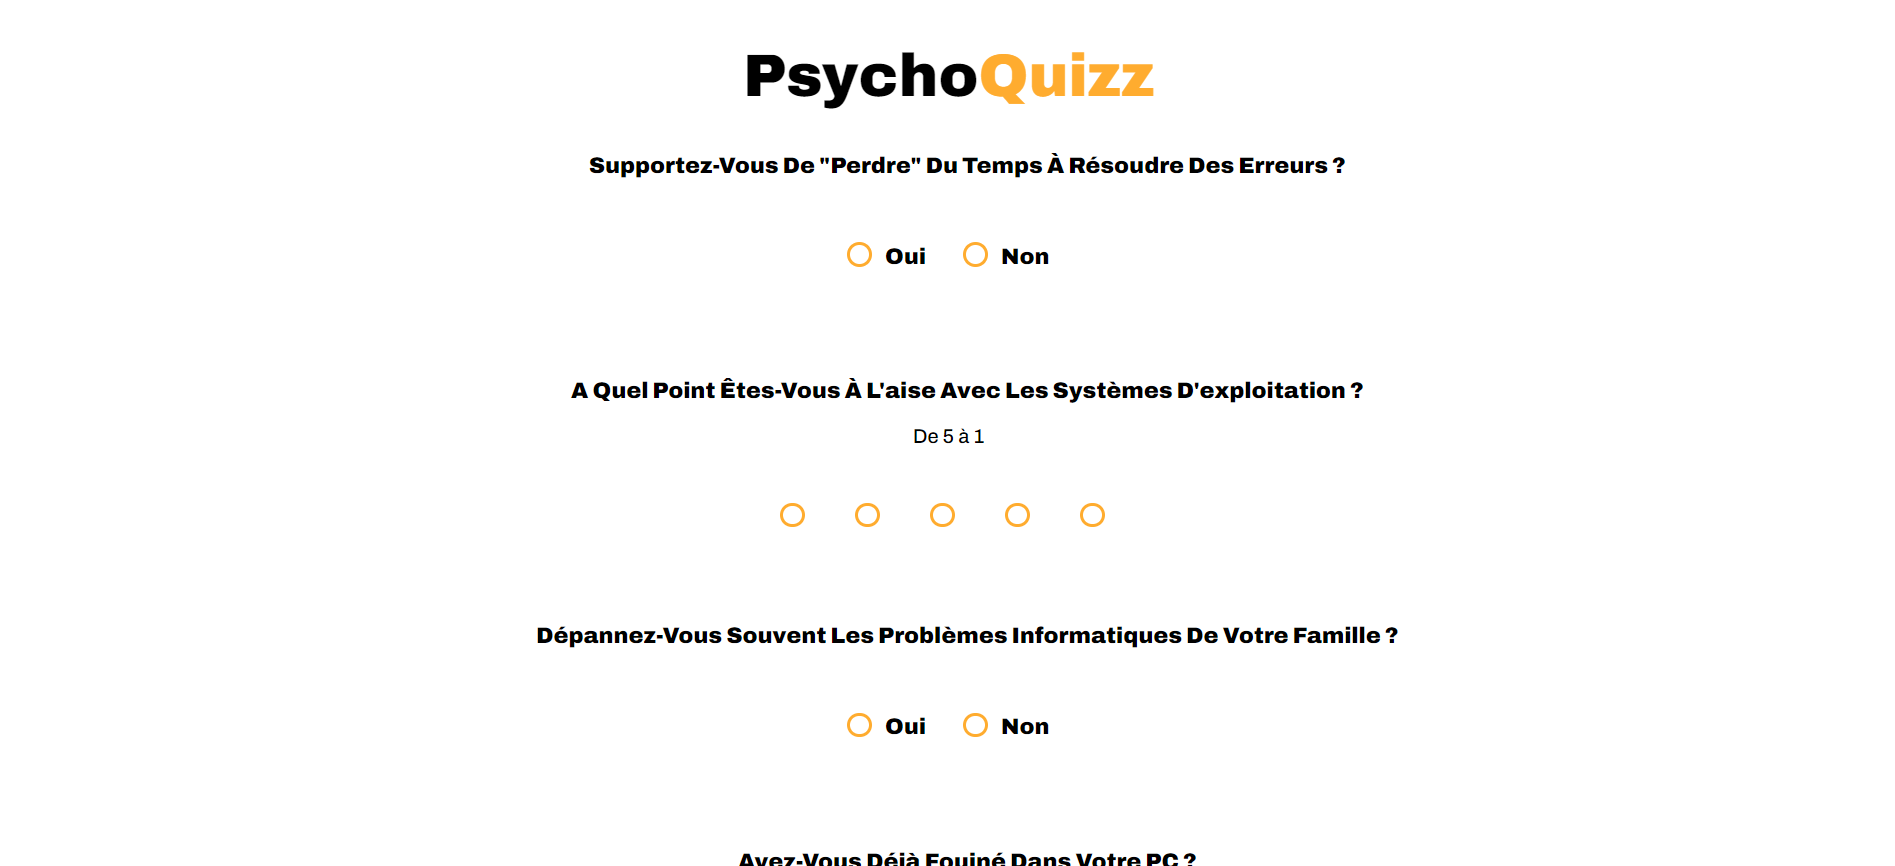 PsychoQuizz
Supportez-Vous De "Perdre" Du Temps À Résoudre Des Erreurs ?
Oui Non
A Quel Point Êtes-Vous À L'aise Avec Les Systèmes D'exploitation ?
De 5 à 1
Dépannez-Vous Souvent Les Problèmes Informatiques De Votre Famille ?
Oui Non
Avez-Vous Déjà Fouiné Dans Votre PC ?